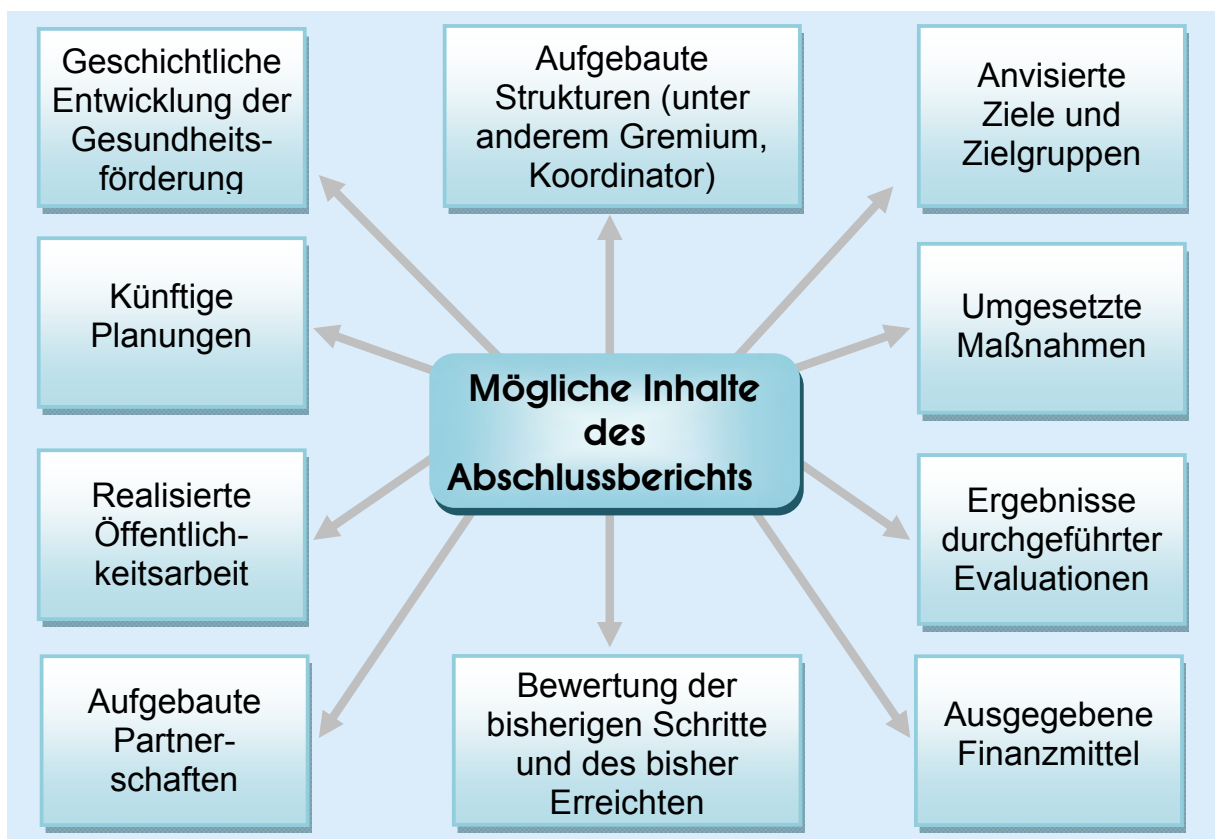 Geschichtliche
Entwicklung der
Gesundheits-
förderung
Aufgebaute
Strukturen (unter
anderem Gremium,
Koordinator)
Anvisierte
Ziele und
Zielgruppen
Künftige
Planungen
Umgesetzte
Maßnahmen
Mögliche Inhalte
des
Abschlussberichts
Realisierte
Öffentlich-
keitsarbeit
Ergebnisse
durchgeführter
Evaluationen
Aufgebaute
Partner-
schaften
Bewertung der
bisherigen Schritte
und des bisher
Erreichten
Ausgegebene
Finanzmittel